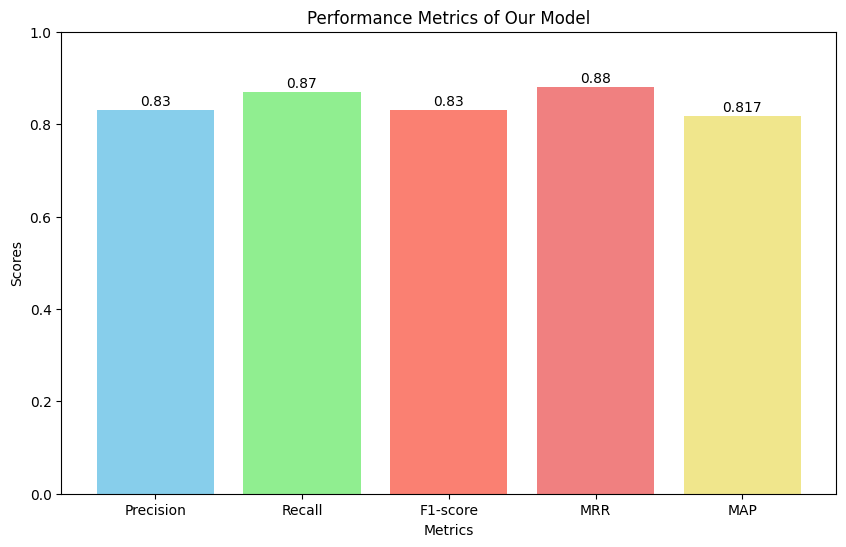 Performance Metrics of Our Model
1.0
0.8
0.6
0.4
0.2
0.0
Scores
0.83
0.87
0.83
0.88
0.817
Precision
Recall
F1-score
MRR
MAP
Metrics